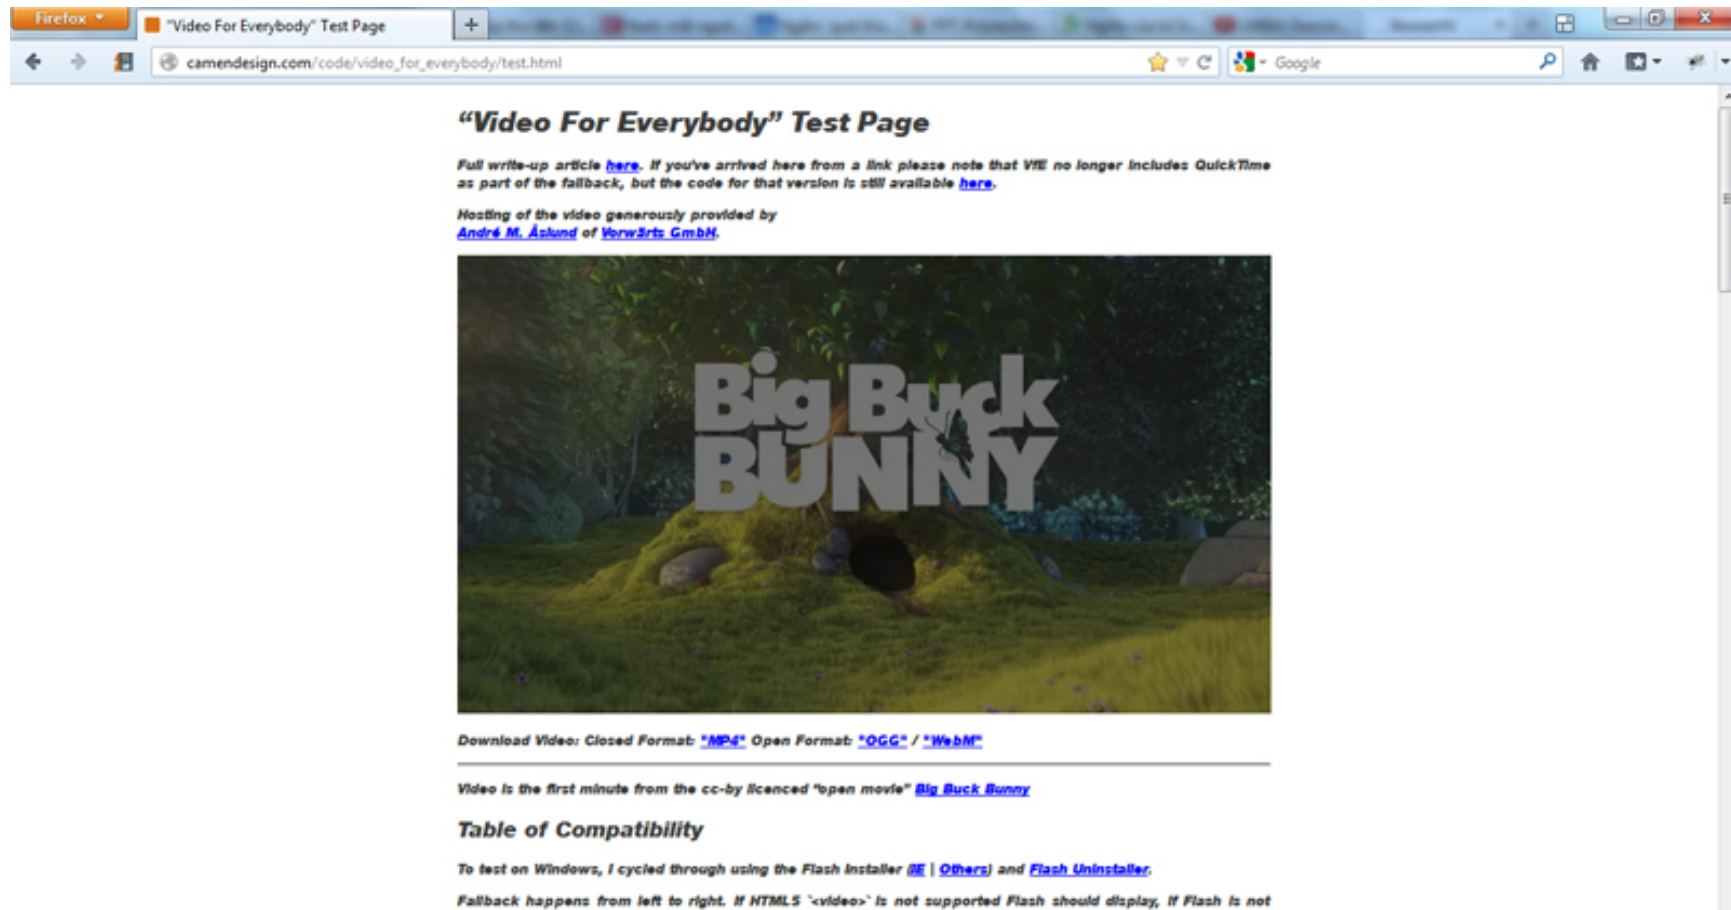 Firefox
"Video For Everybody" Test Page
+
camendesign.com/code/video_for_everybody/test.html
Google
“Video For Everybody” Test Page
Full write-up article here. If you've arrived here from a link please note that VfE no longer includes QuickTime
as part of the fallback, but the code for that version is still available here.
Hosting of the video generously provided by
André M. Åslund of Vorwärts GmbH.
Big Buck
BUNNY
Download Video: Closed Format: "MP4" Open Format: "OGG" / "WebM"
Video is the first minute from the cc-by licenced “open movie” Big Buck Bunny
Table of Compatibility
To test on Windows, I cycled through using the Flash Installer (IE | Others) and Flash Uninstaller.
Fallback happens from left to right. If HTML5 `<video>` is not supported Flash should display, if Flash is not